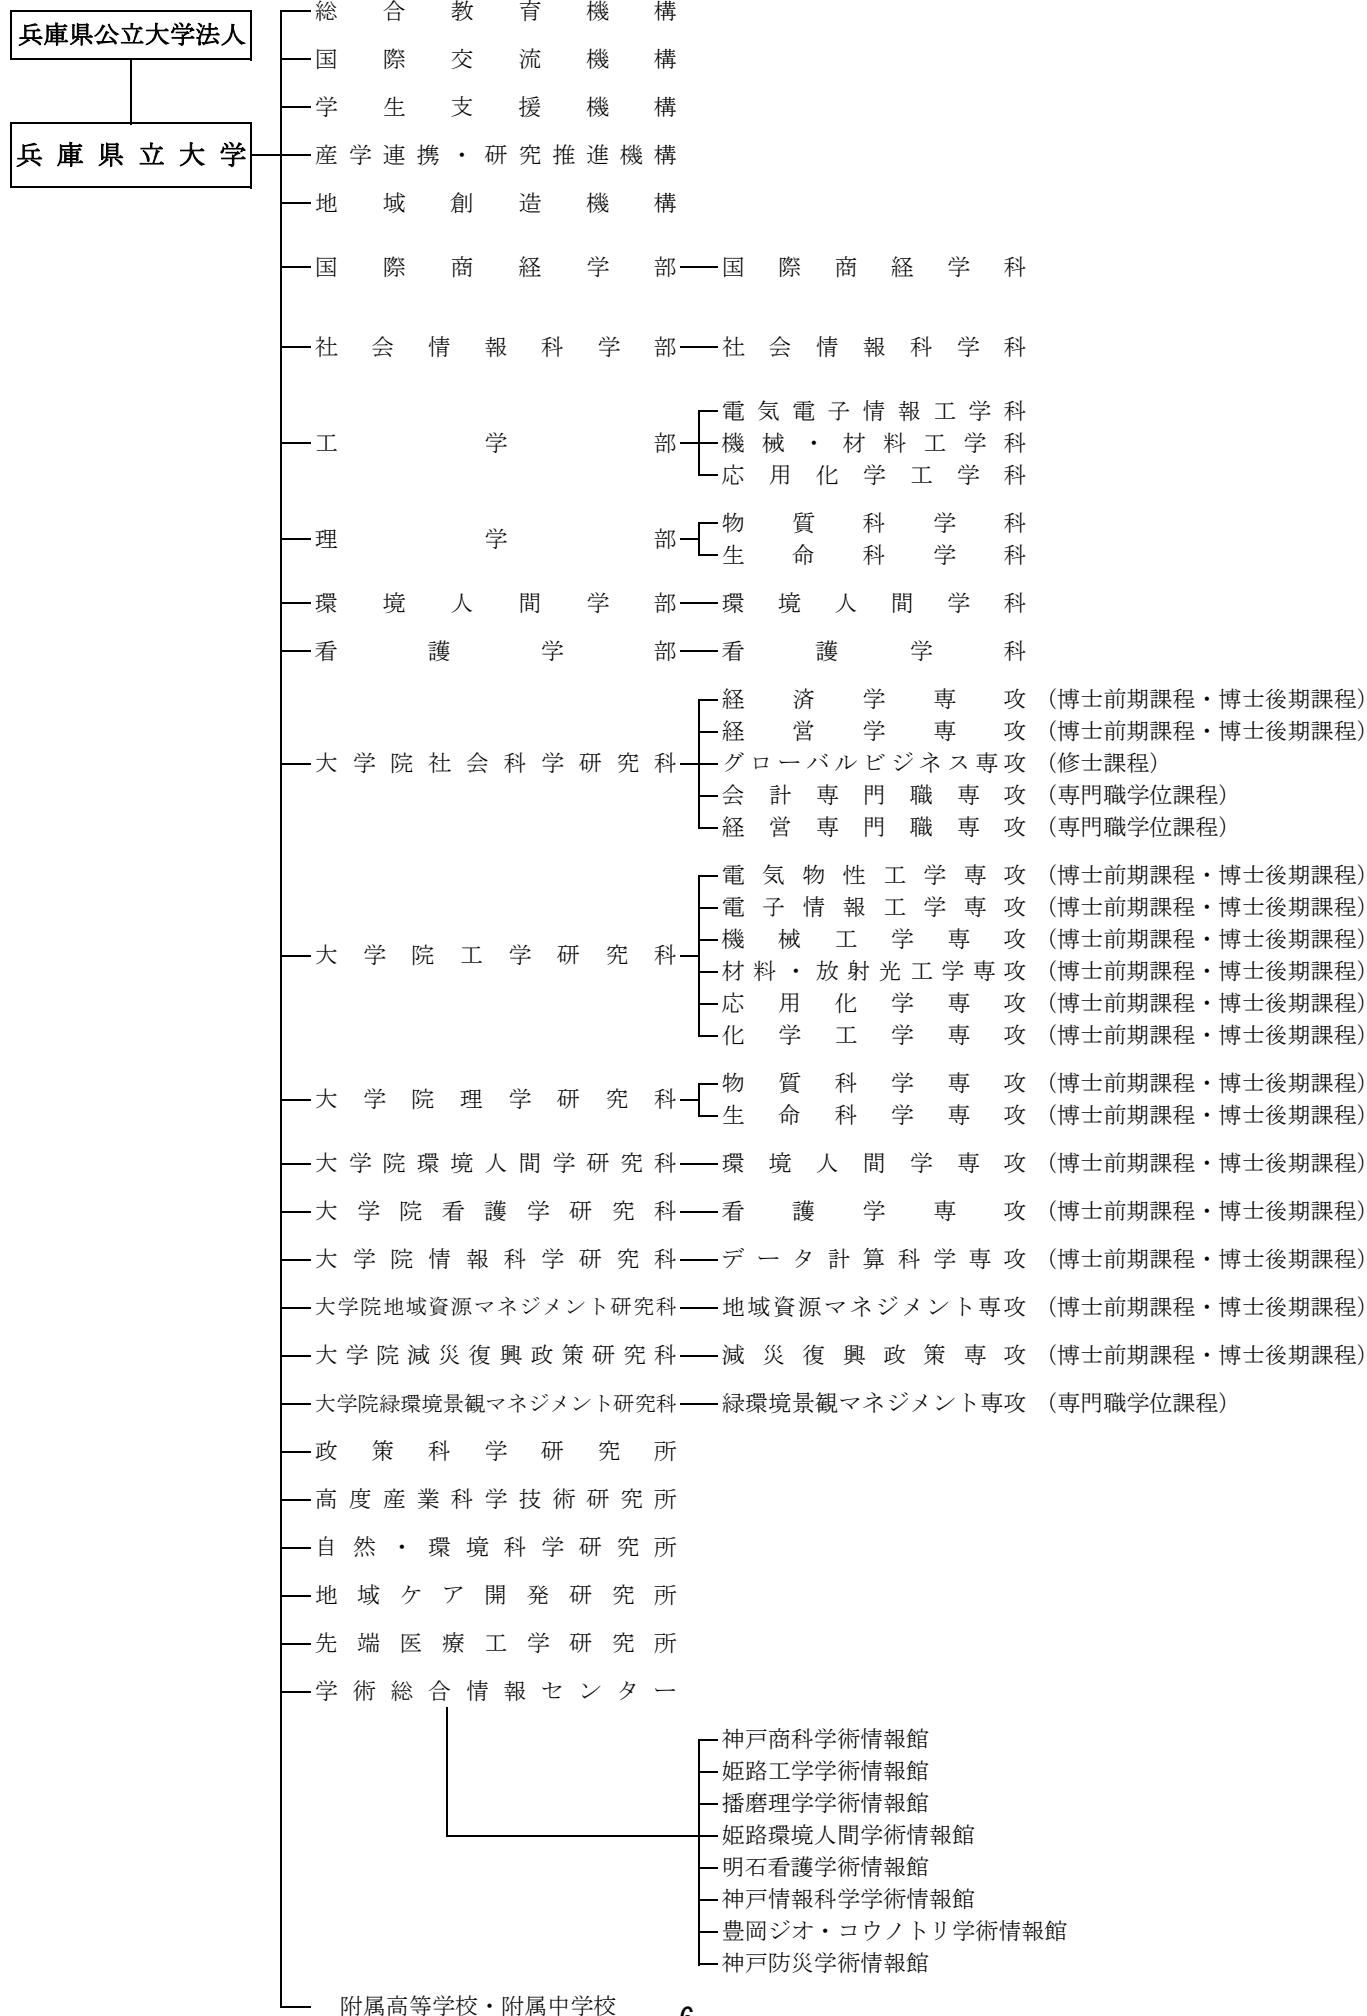 兵庫県公立大学法人
兵庫県立大学
総合教育機構
国際交流機構
学生支援機構
産学連携・研究推進機構
地域創造機構
国際商経学部 国際商経学科
社会情報科学部 社会情報科学科
工学部
電気電子情報工学科
機械・材料工学科
応用化学工学科
理学部
物質科学科
生命科学科
環境人間学部 環境人間学科
看護学部 看護学科
大学院社会科学研究科
経済学専攻 (博士前期課程・博士後期課程)
経営学専攻 (博士前期課程・博士後期課程)
グローバルビジネス専攻 (修士課程)
会計専門職専攻 (専門職学位課程)
経営専門職専攻 (専門職学位課程)
大学院工学研究科
電気物性工学専攻 (博士前期課程・博士後期課程)
電子情報工学専攻 (博士前期課程・博士後期課程)
機械工学専攻 (博士前期課程・博士後期課程)
材料・放射光工学専攻 (博士前期課程・博士後期課程)
応用化学専攻 (博士前期課程・博士後期課程)
化学工学専攻 (博士前期課程・博士後期課程)
大学院理学研究科
物質科学専攻 (博士前期課程・博士後期課程)
生命科学専攻 (博士前期課程・博士後期課程)
大学院環境人間学研究科 環境人間学専攻 (博士前期課程・博士後期課程)
大学院看護学研究科 看護学専攻 (博士前期課程・博士後期課程)
大学院情報科学研究科 データ計算科学専攻 (博士前期課程・博士後期課程)
大学院地域資源マネジメント研究科 地域資源マネジメント専攻 (博士前期課程・博士後期課程)
大学院減災復興政策研究科 減災復興政策専攻 (博士前期課程・博士後期課程)
大学院緑環境景観マネジメント研究科 緑環境景観マネジメント専攻 (専門職学位課程)
政策科学研究所
高度産業科学技術研究所
自然・環境科学研究所
地域ケア開発研究所
先端医療工学研究所
学術総合情報センター
神戸商科学術情報館
姫路工学学術情報館
播磨理学学術情報館
姫路環境人間学術情報館
明石看護学術情報館
神戸情報科学学術情報館
豊岡ジオ・コウノトリ学術情報館
神戸防災学術情報館
附属高等学校・附属中学校